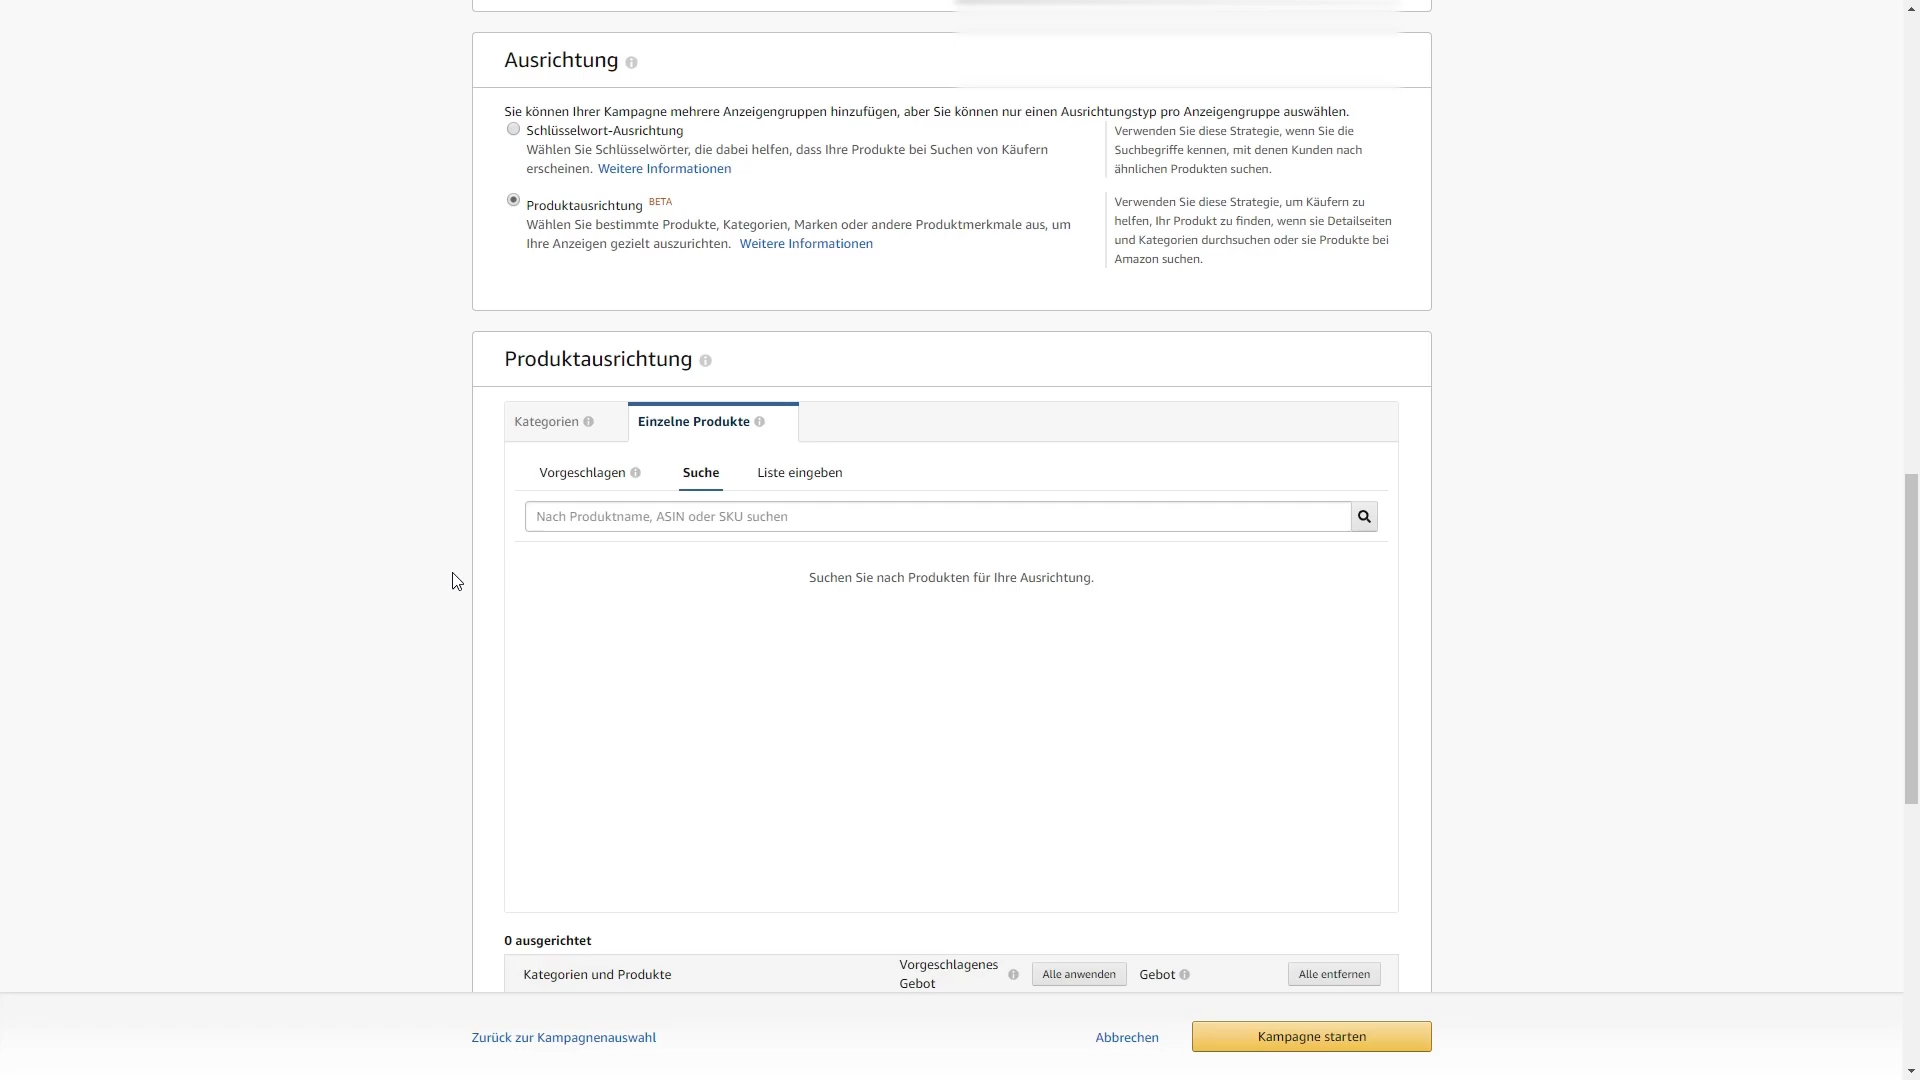 Ausrichtung
Sie können Ihrer Kampagne mehrere Anzeigengruppen hinzufügen, aber Sie können nur einen Ausrichtungstyp pro Anzeigengruppe auswählen.
Schlüsselwort-Ausrichtung
Wählen Sie Schlüsselwörter, die dabei helfen, dass Ihre Produkte bei Suchen von Käufern
erscheinen. Weitere Informationen
Verwenden Sie diese Strategie, wenn Sie die
Suchbegriffe kennen, mit denen Kunden nach
ähnlichen Produkten suchen.
Produktausrichtung BETA
Wählen Sie bestimmte Produkte, Kategorien, Marken oder andere Produktmerkmale aus, um
Ihre Anzeigen gezielt auszurichten. Weitere Informationen
Verwenden Sie diese Strategie, um Käufern zu
helfen, Ihr Produkt zu finden, wenn sie Detailseiten
und Kategorien durchsuchen oder sie Produkte bei
Amazon suchen.
Produktausrichtung
Kategorien Einzelne Produkte
Vorgeschlagen Suche Liste eingeben
Nach Produktname, ASIN oder SKU suchen
Suchen Sie nach Produkten für Ihre Ausrichtung.
0 ausgerichtet
Kategorien und Produkte
Vorgeschlagenes
Gebot
Alle anwenden
Gebot
Alle entfernen
Zurück zur Kampagnenauswahl
Abbrechen
Kampagne starten